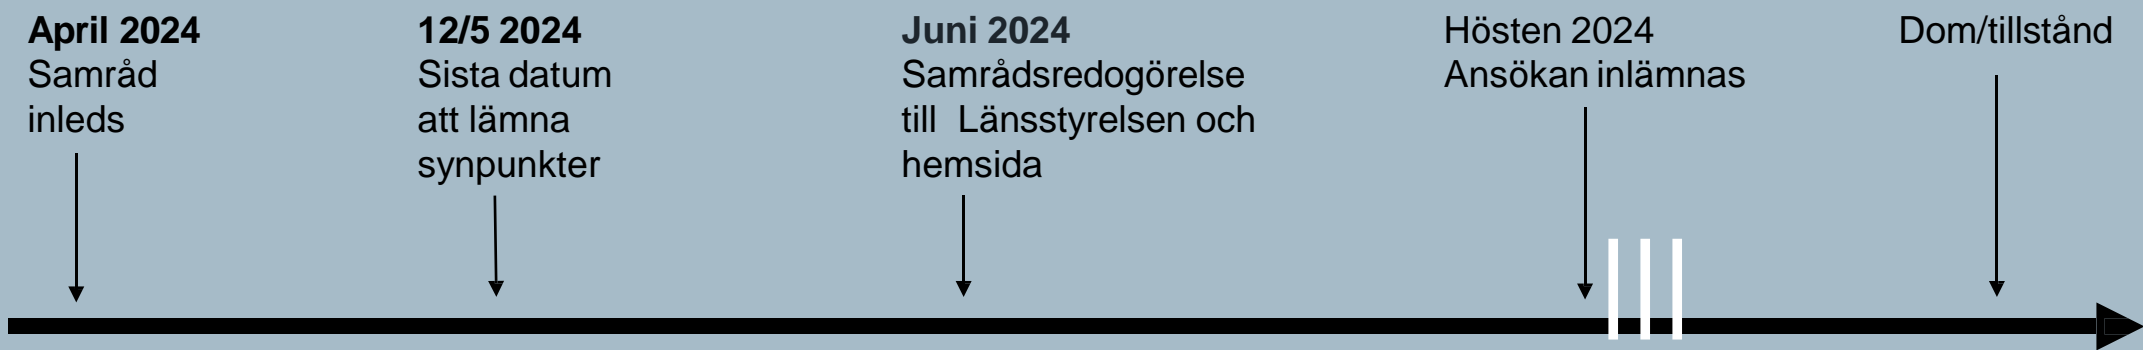 April 2024
Samråd
inleds
12/5 2024
Sista datum
att lämna
synpunkter
Juni 2024
Samrådsredogörelse
till Länsstyrelsen och
hemsida
Hösten 2024
Ansökan inlämnas
Dom/tillstånd